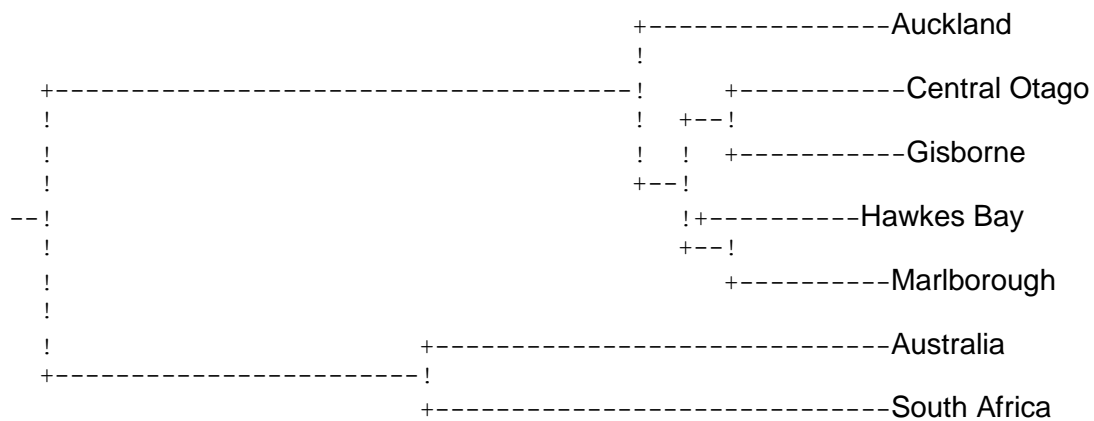 Auckland
Central Otago
Gisborne
Hawkes Bay
Marlborough
Australia
South Africa